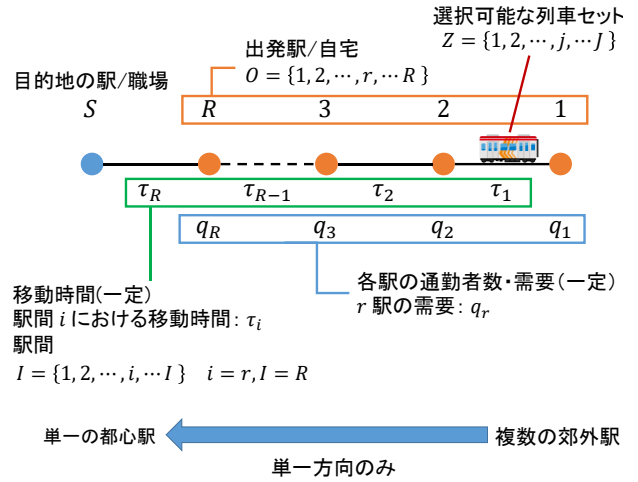 選択可能な列車セット
Z = {1, 2, ⋯, j, ⋯ J}
出発駅/自宅
O = {1, 2, ⋯, r, ⋯ R }
目的地の駅/職場
S R 3 2 1
τ_R τ_{R−1} τ_2 τ_1
q_R q_3 q_2 q_1
移動時間(一定)
駅間 i における移動時間: τ_i
駅間
I = {1, 2, ⋯, i, ⋯ I } i = r, I = R
各駅の通勤者数・需要(一定)
r 駅の需要: q_r
単一の都心駅
複数の郊外駅
単一方向のみ